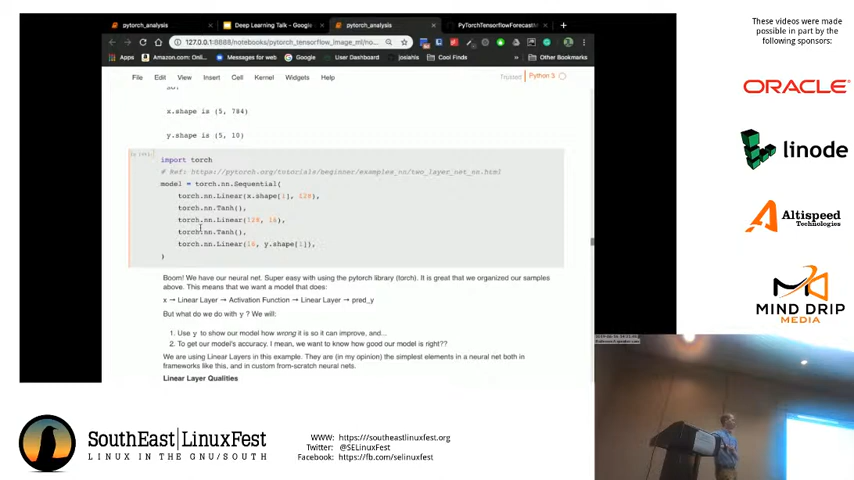 pytorch_analysis
Deep Learning Talk - Google
pytorch_analysis
PyTorchTensorflowForecast
127.0.0.1:8888/notebooks/pytorch_tensorflow_image_ml/no...
Apps
Amazon.com
Messages for web
Google
User Dashboard
josiahls
Cool Finds
Other Bookmarks
File
Edit
View
Insert
Cell
Kernel
Widgets
Help
Trusted
Python 3
so:
x.shape is (5, 784)
y.shape is (5, 10)
import torch
# Ref: https://pytorch.org/tutorials/beginner/examples_nn/two_layer_net_nn.html
model = torch.nn.Sequential(
torch.nn.Linear(x.shape[1], 128),
torch.nn.Tanh(),
torch.nn.Linear(128, 16),
torch.nn.Tanh(),
torch.nn.Linear(16, y.shape[1]),
)
Boom! We have our neural net. Super easy with using the pytorch library (torch). It is great that we organized our samples
above. This means that we want a model that does:
x → Linear Layer → Activation Function → Linear Layer → pred_y
But what do we do with y ? We will:
1. Use y to show our model how wrong it is so it can improve, and...
2. To get our model's accuracy. I mean, we want to know how good our model is right??
We are using Linear Layers in this example. They are (in my opinion) the simplest elements in a neural net both in
frameworks like this, and in custom from-scratch neural nets.
Linear Layer Qualities
These videos were made
possible in part by the
following sponsors:
ORACLE
linode
Altispeed
Technologies
MIND DRIP
MEDIA
SouthEast|LinuxFest
LINUX IN THE GNU/SOUTH
WWW: https://southeastlinuxfest.org
Twitter: @SELinuxFest
Facebook: https://fb.com/selinuxfest